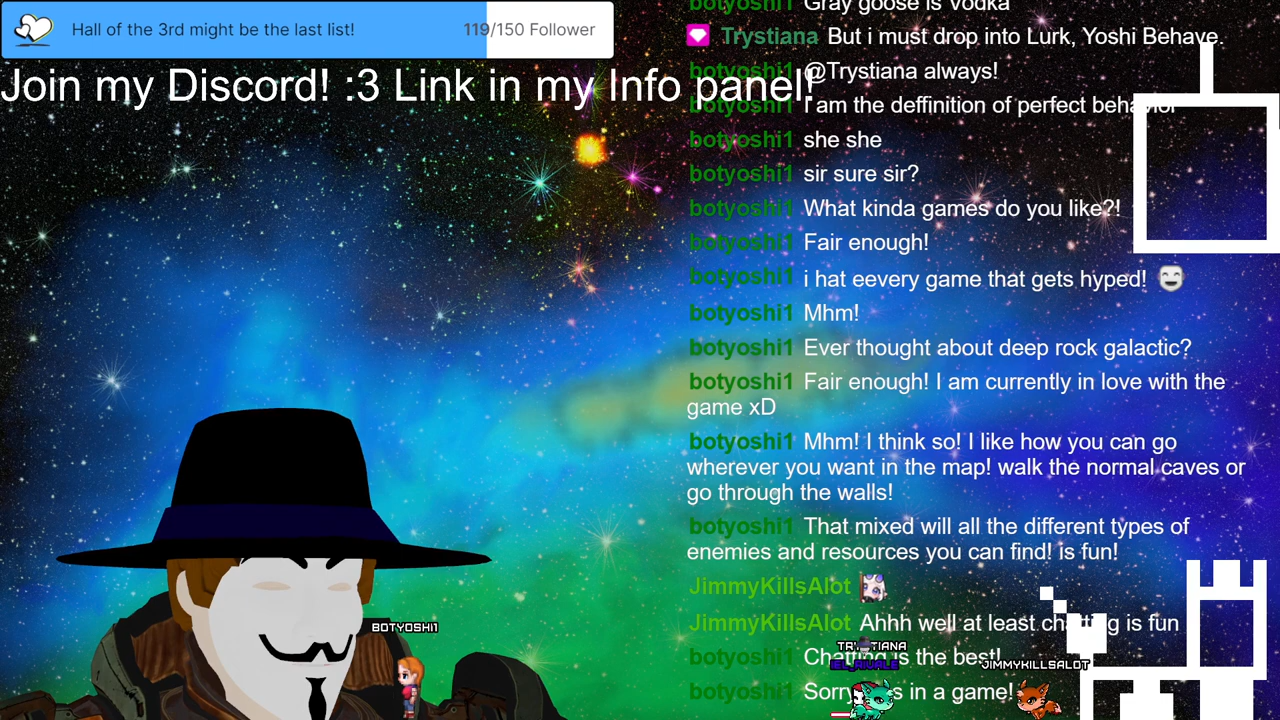 Hall of the 3rd might be the last list! 119/150 Follower
Join my Discord! :3 Link in my Info panel!
botyoshi1 Gray goose is vodka
Trystiana But i must drop into Lurk, Yoshi Behave.
botyoshi1 @Trystiana always!
botyoshi1 I am the deffinition of perfect behavior
botyoshi1 she she
botyoshi1 sir sure sir?
botyoshi1 What kinda games do you like?!
botyoshi1 Fair enough!
botyoshi1 i hat eevery game that gets hyped!
botyoshi1 Mhm!
botyoshi1 Ever thought about deep rock galactic?
botyoshi1 Fair enough! I am currently in love with the
game xD
botyoshi1 Mhm! I think so! I like how you can go
wherever you want in the map! walk the normal caves or
go through the walls!
botyoshi1 That mixed will all the different types of
enemies and resources you can find! is fun!
JimmyKillsAlot
JimmyKillsAlot Ahhh well at least chatting is fun
botyoshi1 Chatting is the best!
botyoshi1 Sorry in a game!
BOTYOSHI1
TRYSTIANA
JIMMYKILLSALOT